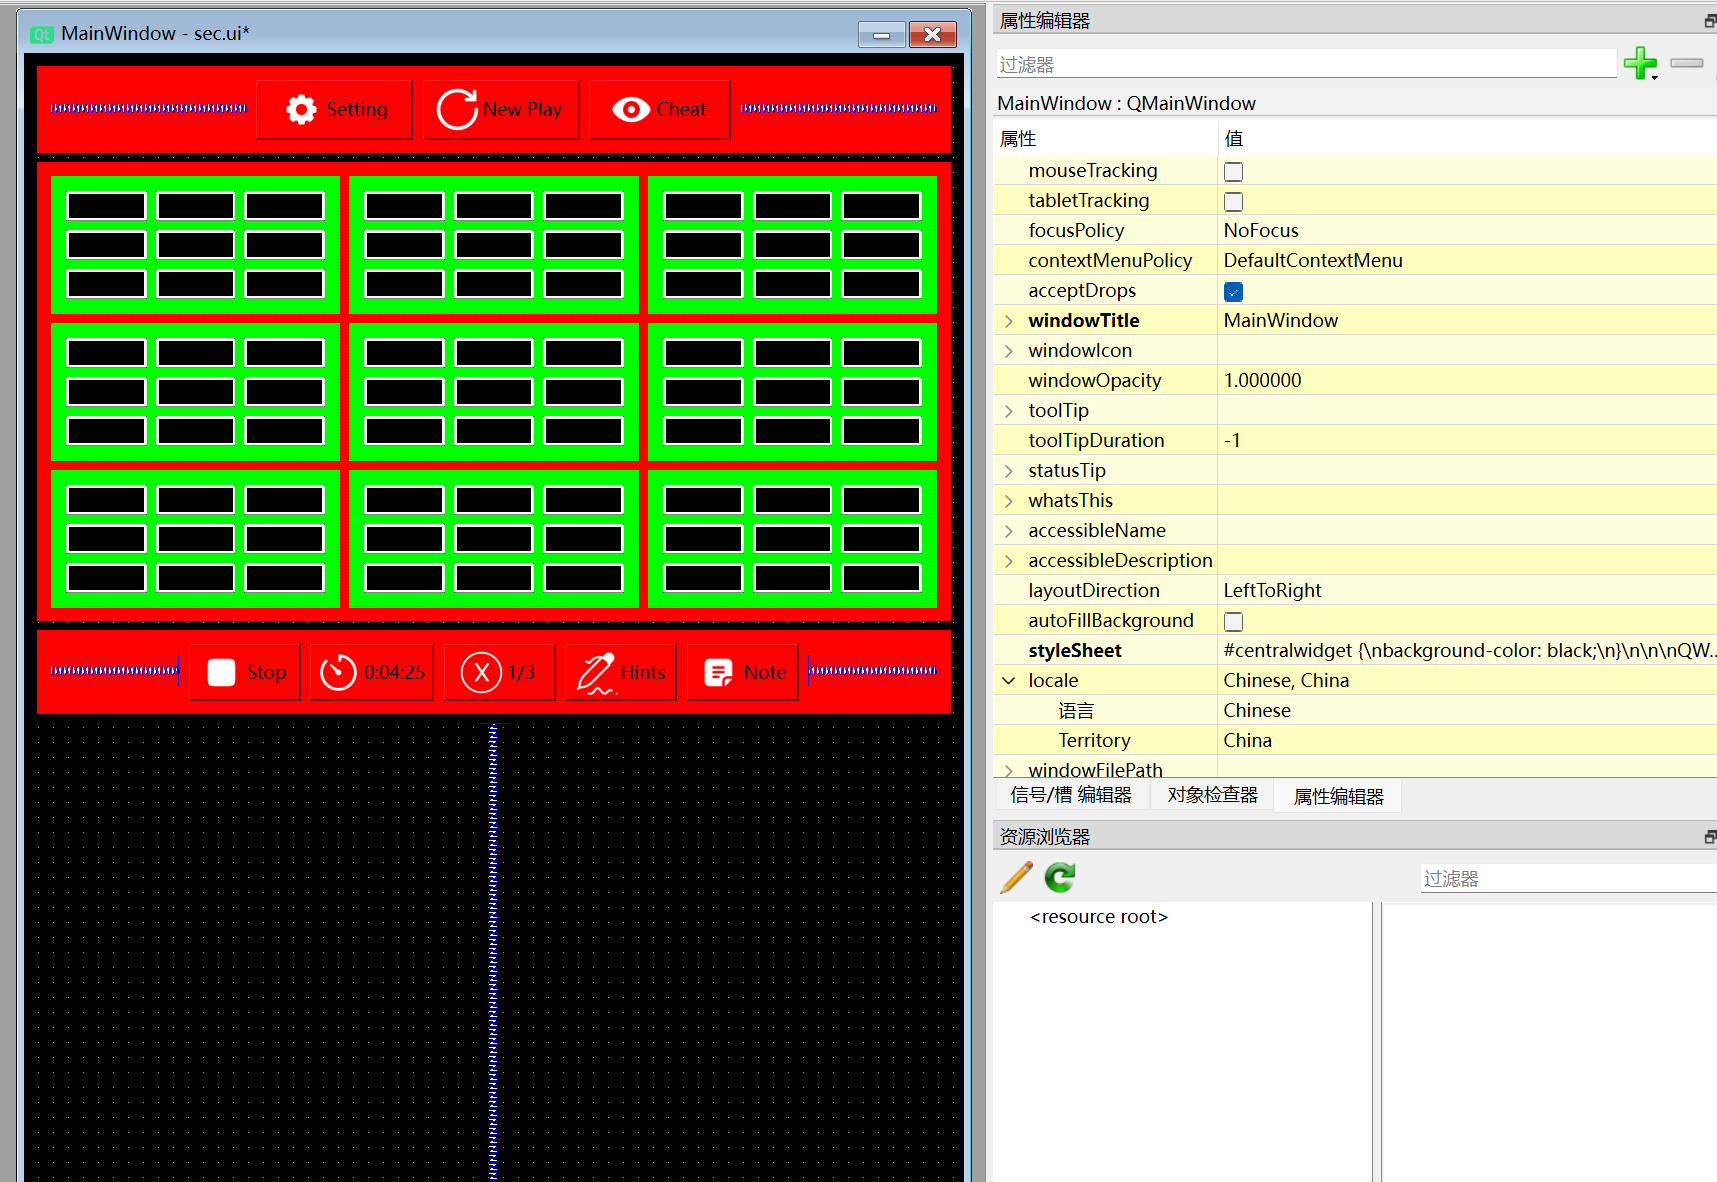 MainWindow - sec.ui*
Setting
New Play
Cheat
Stop
0:04:25
X
1/3
Hints
Note
属性编辑器
过滤器
MainWindow : QMainWindow
属性 值
mouseTracking
tabletTracking
focusPolicy NoFocus
contextMenuPolicy DefaultContextMenu
acceptDrops
windowTitle MainWindow
windowIcon
windowOpacity 1.000000
toolTip
toolTipDuration -1
statusTip
whatsThis
accessibleName
accessibleDescription
layoutDirection LeftToRight
autoFillBackground
styleSheet #centralwidget {\nbackground-color: black;\n}\n\n\nQW...
locale Chinese, China
语言 Chinese
Territory China
windowFilePath
信号/槽 编辑器 对象检查器 属性编辑器
资源浏览器
过滤器
<resource root>